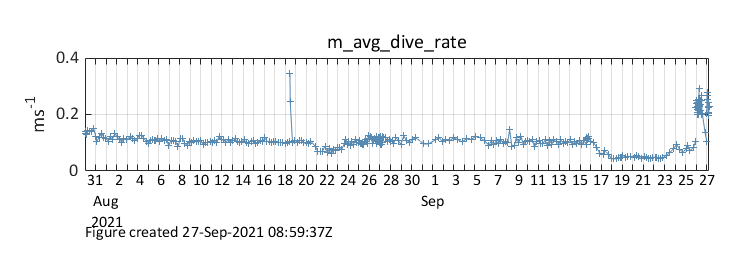 m_avg_dive_rate
0.4
0.2
0
ms-1
31 2 4 6 8 10 12 14 16 18 20 22 24 26 28 30 1 3 5 7 9 11 13 15 17 19 21 23 25 27
Aug Sep
2021
Figure created 27-Sep-2021 08:59:37Z